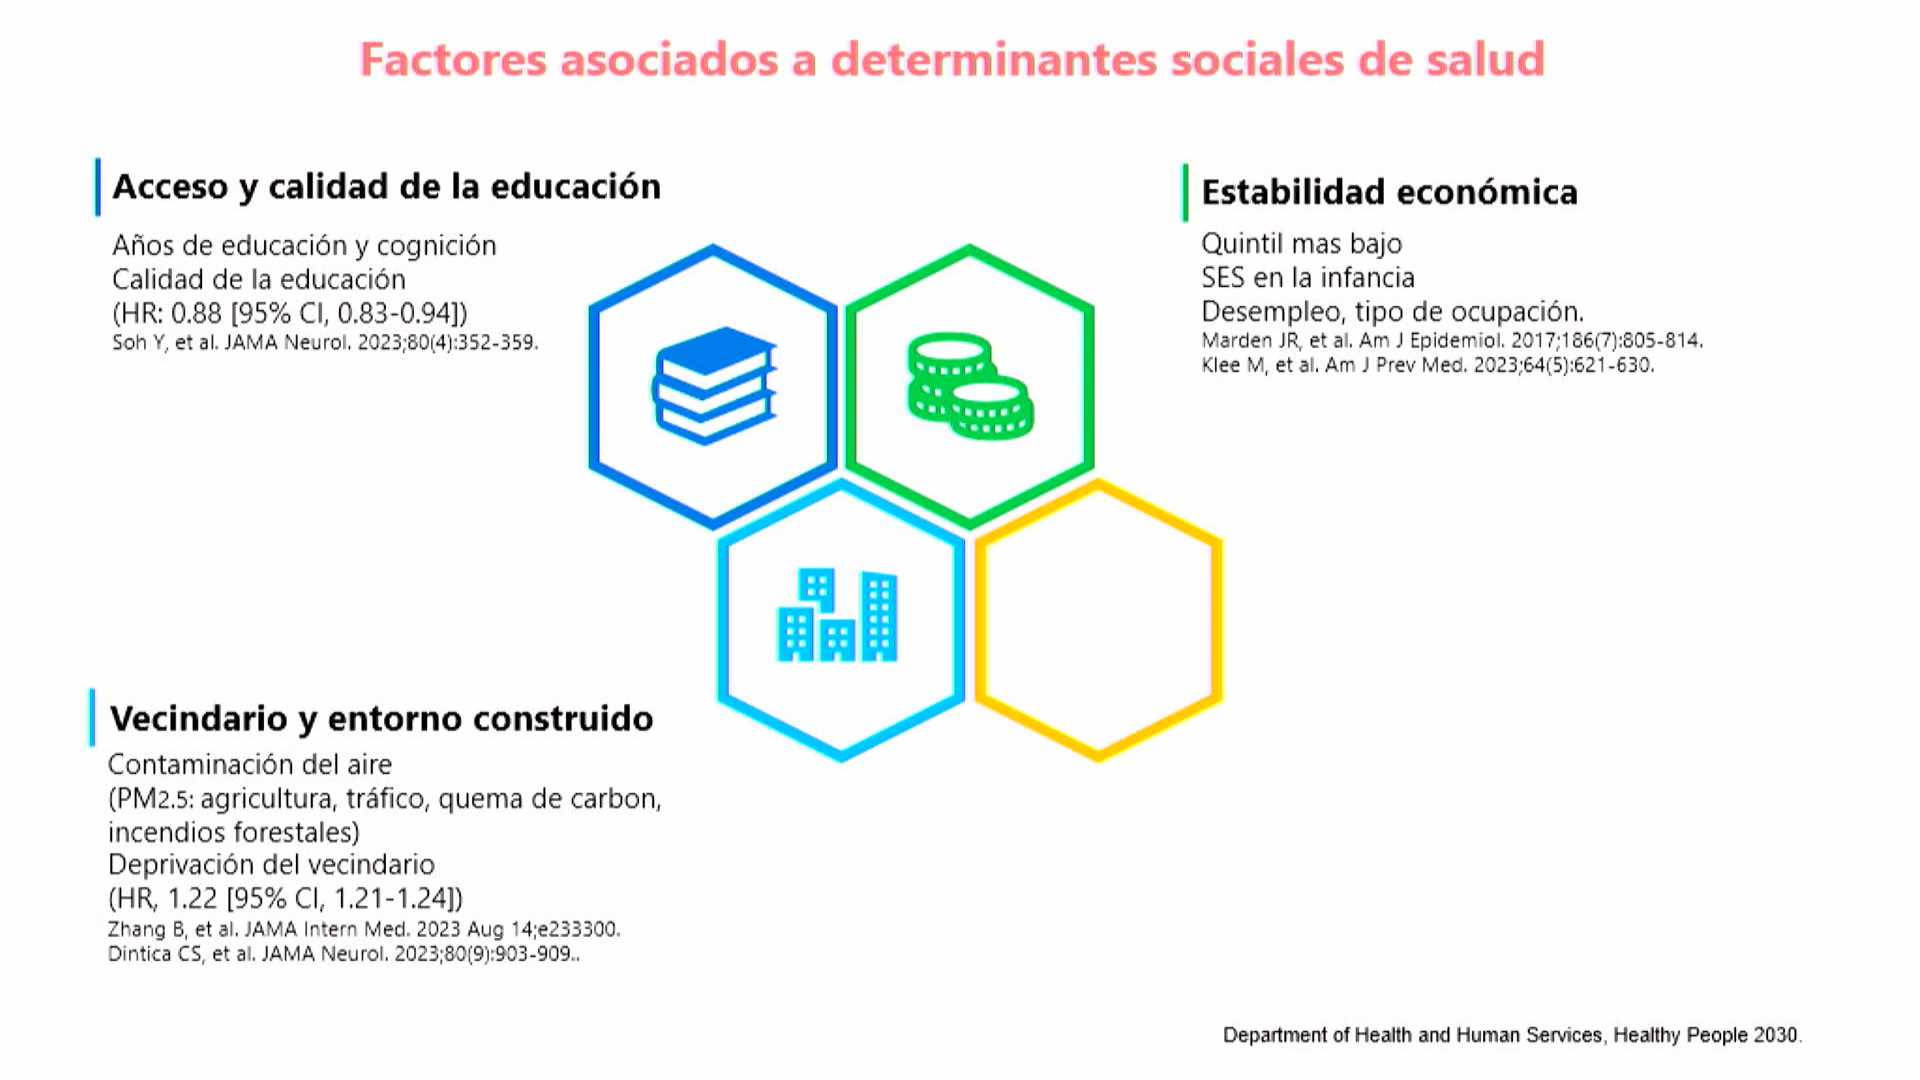 Factores asociados a determinantes sociales de salud
Acceso y calidad de la educación
Años de educación y cognición
Calidad de la educación
(HR: 0.88 [95% CI, 0.83-0.94])
Soh Y, et al. JAMA Neurol. 2023;80(4):352-359.
Estabilidad económica
Quintil mas bajo
SES en la infancia
Desempleo, tipo de ocupación.
Marden JR, et al. Am J Epidemiol. 2017;186(7):805-814.
Klee M, et al. Am J Prev Med. 2023;64(5):621-630.
Vecindario y entorno construido
Contaminación del aire
(PM2.5: agricultura, tráfico, quema de carbon,
incendios forestales)
Deprivación del vecindario
(HR, 1.22 [95% CI, 1.21-1.24])
Zhang B, et al. JAMA Intern Med. 2023 Aug 14;e233300.
Dintica CS, et al. JAMA Neurol. 2023;80(9):903-909..
Department of Health and Human Services, Healthy People 2030.